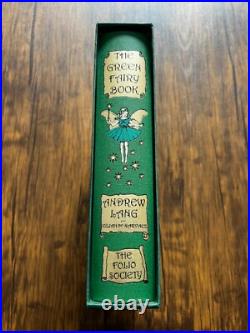 THE
GREEN
FAIRY
BOOK
ANDREW
LANG
THE
FOLIO
SOCIETY